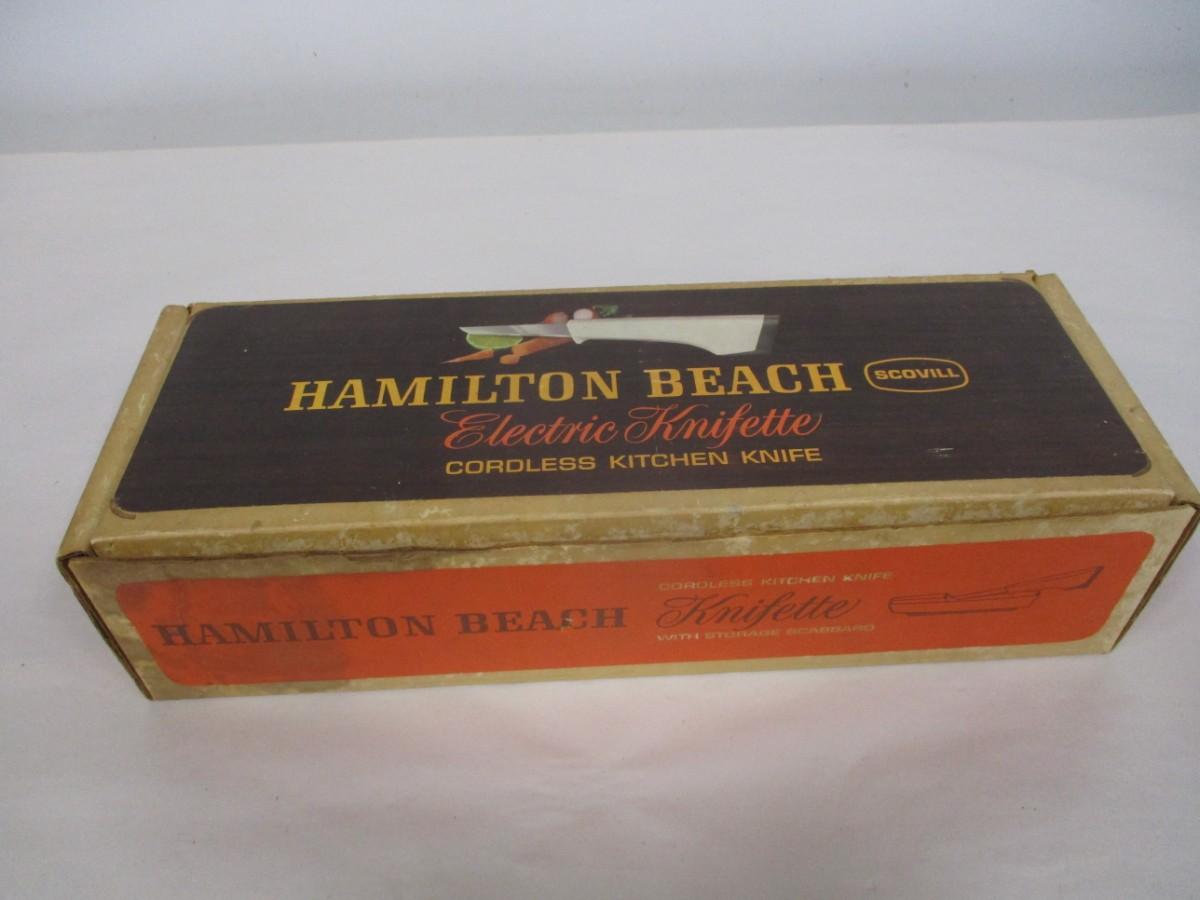 HAMILTON BEACH SCOVILL
Electric Knifette
CORDLESS KITCHEN KNIFE
HAMILTON BEACH
CORDLESS KITCHEN KNIFE
Knifette
WITH STORAGE SCABBARD